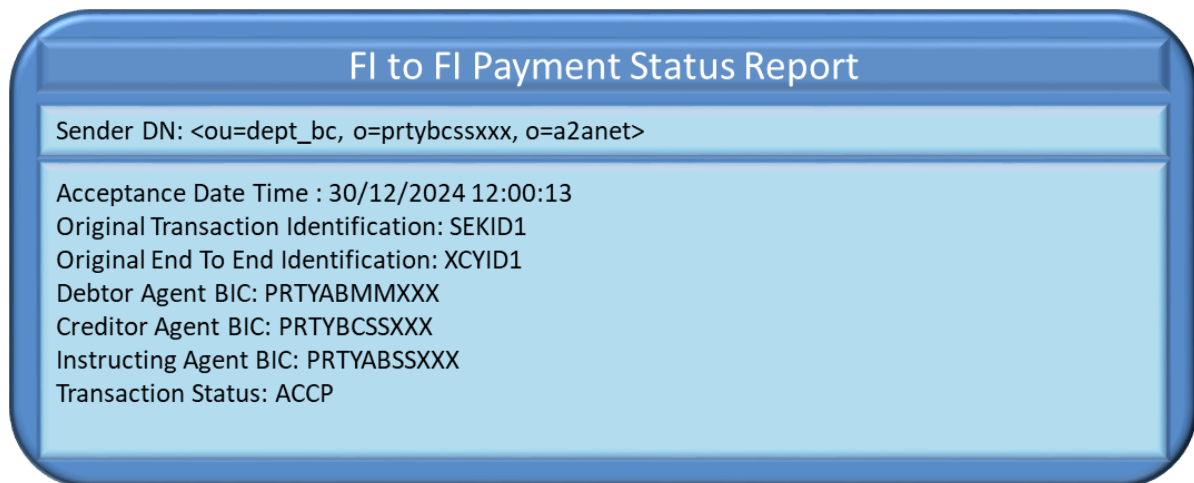 FI to FI Payment Status Report
Sender DN: <ou=dept_bc, o=prtybcssxxx, o=a2anet>
Acceptance Date Time : 30/12/2024 12:00:13
Original Transaction Identification: SEKID1
Original End To End Identification: XCYID1
Debtor Agent BIC: PRTYABMMXXX
Creditor Agent BIC: PRTYBCSSXXX
Instructing Agent BIC: PRTYABSSXXX
Transaction Status: ACCP